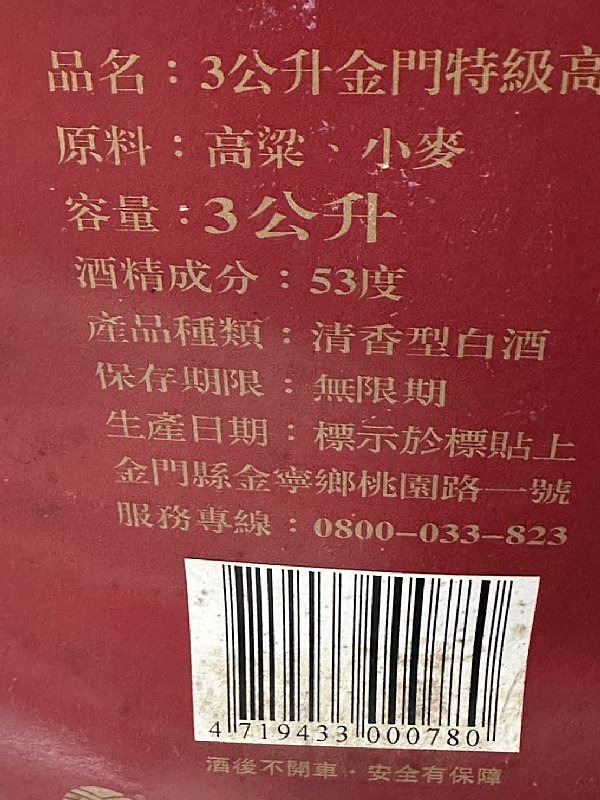 品名：3公升金門特級高
原料：高粱、小麥
容量：3公升
酒精成分：53度
產品種類：清香型白酒
保存期限：無限期
生產日期：標示於標貼上
金門縣金寧鄉桃園路一號
服務專線：0800-033-823
4 719433 000780
酒後不開車．安全有保障